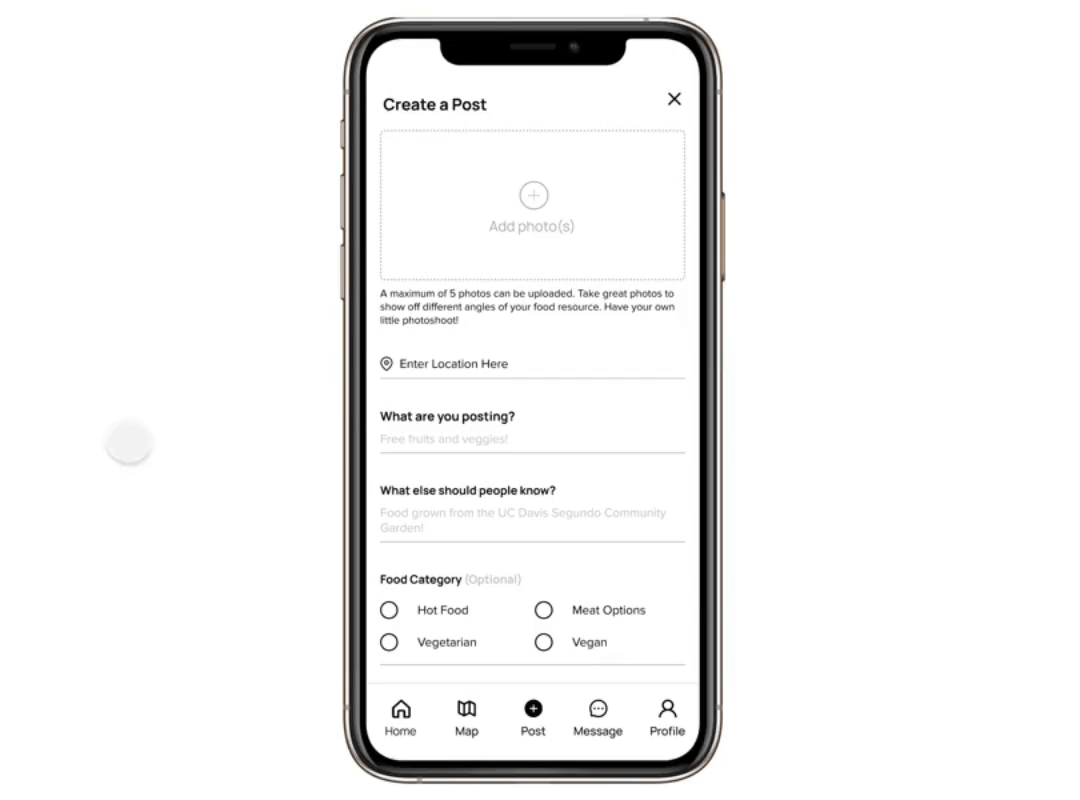 Create a Post
Add photo(s)
A maximum of 5 photos can be uploaded. Take great photos to
show off different angles of your food resource. Have your own
little photoshoot!
Enter Location Here
What are you posting?
Free fruits and veggies!
What else should people know?
Food grown from the UC Davis Segundo Community
Garden!
Food Category (Optional)
Hot Food Meat Options
Vegetarian Vegan
Home Map Post Message Profile